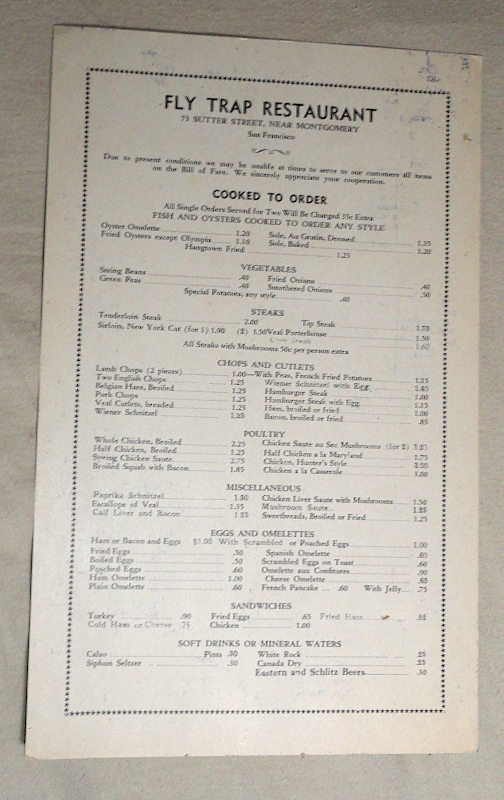 FLY TRAP RESTAURANT
73 SUTTER STREET, NEAR MONTGOMERY
San Francisco
Due to present conditions we may be unable at times to serve to our customers all items
on the Bill of Fare. We sincerely appreciate your cooperation.
COOKED TO ORDER
All Single Orders Served for Two Will Be Charged 35c Extra
FISH AND OYSTERS COOKED TO ORDER ANY STYLE
Oyster Omelette 1.20 Sole, Au Gratin, Dressed 1.35
Fried Oysters except Olympia 1.10 Sole, Baked 1.20
Hangtown Fried 1.25
VEGETABLES
String Beans .40 Fried Onions .40
Green Peas .40 Smothered Onions .50
Special Potatoes, any style .40
STEAKS
Tenderloin Steak 2.00 Tip Steak 1.75
Sirloin, New York Cut (for 1) 3.00 (2) Veal Porterhouse 1.50
1.60
All Steaks with Mushrooms 50c per person extra
CHOPS AND CUTLETS
Lamb Chops (2 pieces) 1.00—With Peas, French Fried Potatoes 1.35
Two English Chops 1.25 Wiener Schnitzel with Egg
Belgian Hare, Broiled 1.25 Hamburger Steak 1.00
Pork Chops 1.25 Hamburger Steak with Egg 1.15
Veal Cutlets, breaded 1.25 Ham, broiled or fried 1.00
Wiener Schnitzel 1.25 Bacon, broiled or fried .85
POULTRY
Whole Chicken, Broiled 2.25 Chicken Saute au Sec Mushrooms (for 2) 3.25
Half Chicken, Broiled 1.25 Half Chicken a la Maryland 1.75
Spring Chicken Saute 2.75 Chicken, Hunter's Style 3.00
Broiled Squab with Bacon 1.85 Chicken a la Casserole 3.00
MISCELLANEOUS
Paprika Schnitzel 1.50 Chicken Liver Saute with Mushrooms 1.50
Escallope of Veal 1.35 Mushroom Saute 1.25
Calf Liver and Bacon 1.25 Sweetbreads, Broiled or Fried 1.25
EGGS AND OMELETTES
Ham or Bacon and Eggs $1.00 With Scrambled or Poached Eggs 1.00
Fried Eggs .50 Spanish Omelette .80
Boiled Eggs .50 Scrambled Eggs on Toast .60
Poached Eggs .60 Omelette aux Confitures .90
Ham Omelette 1.00 Cheese Omelette .85
Plain Omelette .60 French Pancake .60 With Jelly .75
SANDWICHES
Turkey .90 Fried Eggs .65 Fried Ham .85
Cold Ham or Cheese .75 Chicken 1.00
SOFT DRINKS OR MINERAL WATERS
Calso Pints .30 White Rock .25
Siphon Seltzer .50 Canada Dry .25
Eastern and Schlitz Beers .50